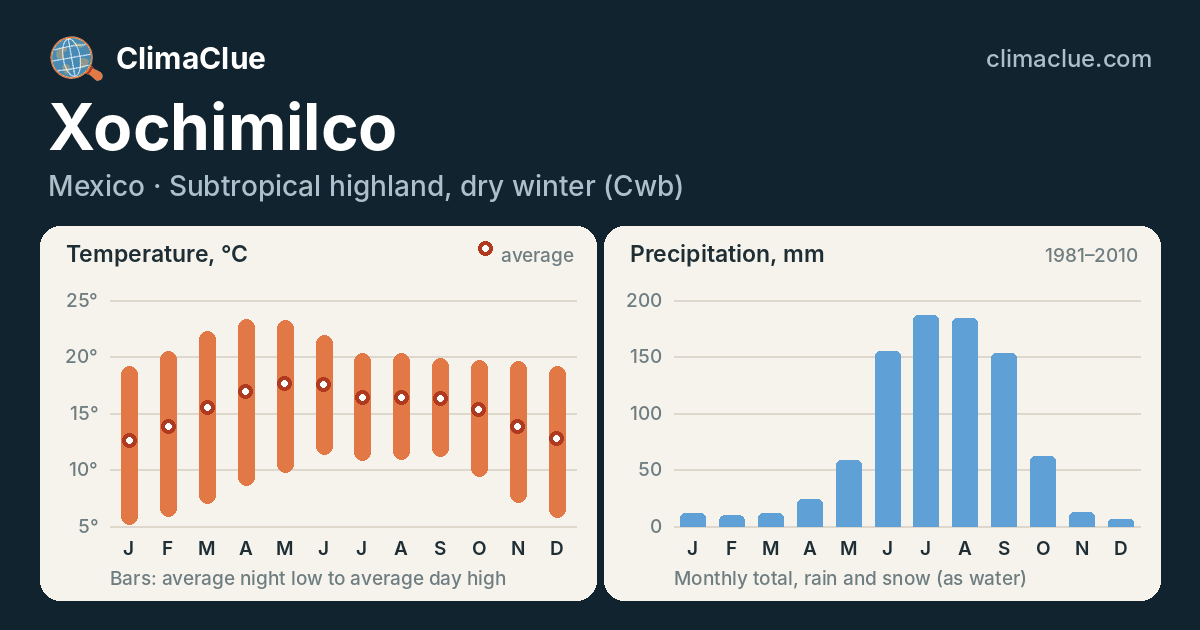 ClimaClue
climaclue.com
Xochimilco
Mexico · Subtropical highland, dry winter (Cwb)
Temperature, °C
average
25°
20°
15°
10°
5°
J F M A M J J A S O N D
Bars: average night low to average day high
Precipitation, mm
1981–2010
200
150
100
50
0
J F M A M J J A S O N D
Monthly total, rain and snow (as water)